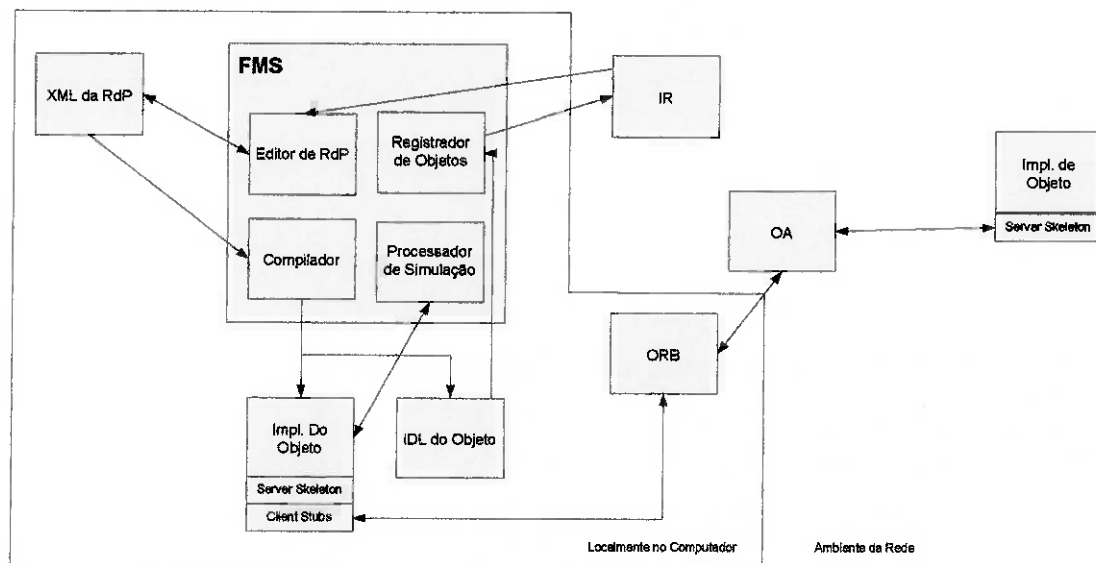 FMS
XML da RdP
Editor de RdP
Registrador
de Objetos
IR
Impl. de
Objeto
Server Skeleton
Compilador
Processador
de Simulação
OA
ORB
Impl. Do
Objeto
Server Skeleton
Client Stubs
IDL do Objeto
Localmente no Computador
Ambiente da Rede